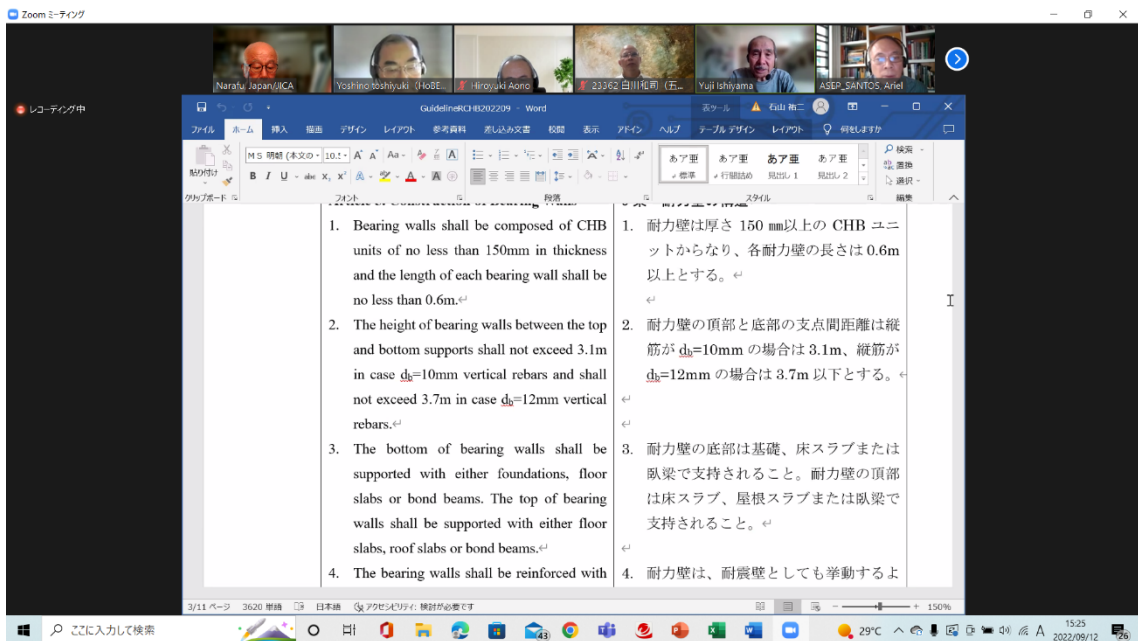 Zoom ミーティング
Narafu, Japan/JICA
Yoshino toshiyuki (HoBE...
Hiroyuki Aono
23362 白川和司 (五...
Yuji Ishiyama
ASEP_SANTOS, Ariel
レコーディング中
GuidelineRCHB202209 - Word
表ツール
石山 祐二
ファイル ホーム 挿入 描画 デザイン レイアウト 参考資料 差し込み文書 校閲 表示 アドイン ヘルプ テーブル デザイン レイアウト 何をしますか
貼り付け
MS 明朝 (本文の
10.5
あア亜 あア亜 あア亜 あア亜
標準 行間詰め 見出し 1 見出し 2
検索
置換
選択
クリップボード フォント 段落 スタイル 編集
1. Bearing walls shall be composed of CHB
units of no less than 150mm in thickness
and the length of each bearing wall shall be
no less than 0.6m.
2. The height of bearing walls between the top
and bottom supports shall not exceed 3.1m
in case db=10mm vertical rebars and shall
not exceed 3.7m in case db=12mm vertical
rebars.
3. The bottom of bearing walls shall be
supported with either foundations, floor
slabs or bond beams. The top of bearing
walls shall be supported with either floor
slabs, roof slabs or bond beams.
4. The bearing walls shall be reinforced with
1. 耐力壁は厚さ 150 ㎜以上の CHB ユニ
ットからなり、各耐力壁の長さは 0.6m
以上とする。
2. 耐力壁の頂部と底部の支点間距離は縦
筋が db=10mm の場合は 3.1m、縦筋が
db=12mm の場合は 3.7m 以下とする。
3. 耐力壁の底部は基礎、床スラブまたは
臥梁で支持されること。耐力壁の頂部
は床スラブ、屋根スラブまたは臥梁で
支持されること。
4. 耐力壁は、耐震壁としても挙動するよ
3/11 ページ 3620 単語 日本語 アクセシビリティ: 検討が必要です
150%
ここに入力して検索
43
29°C
A
15:25
2022/09/12